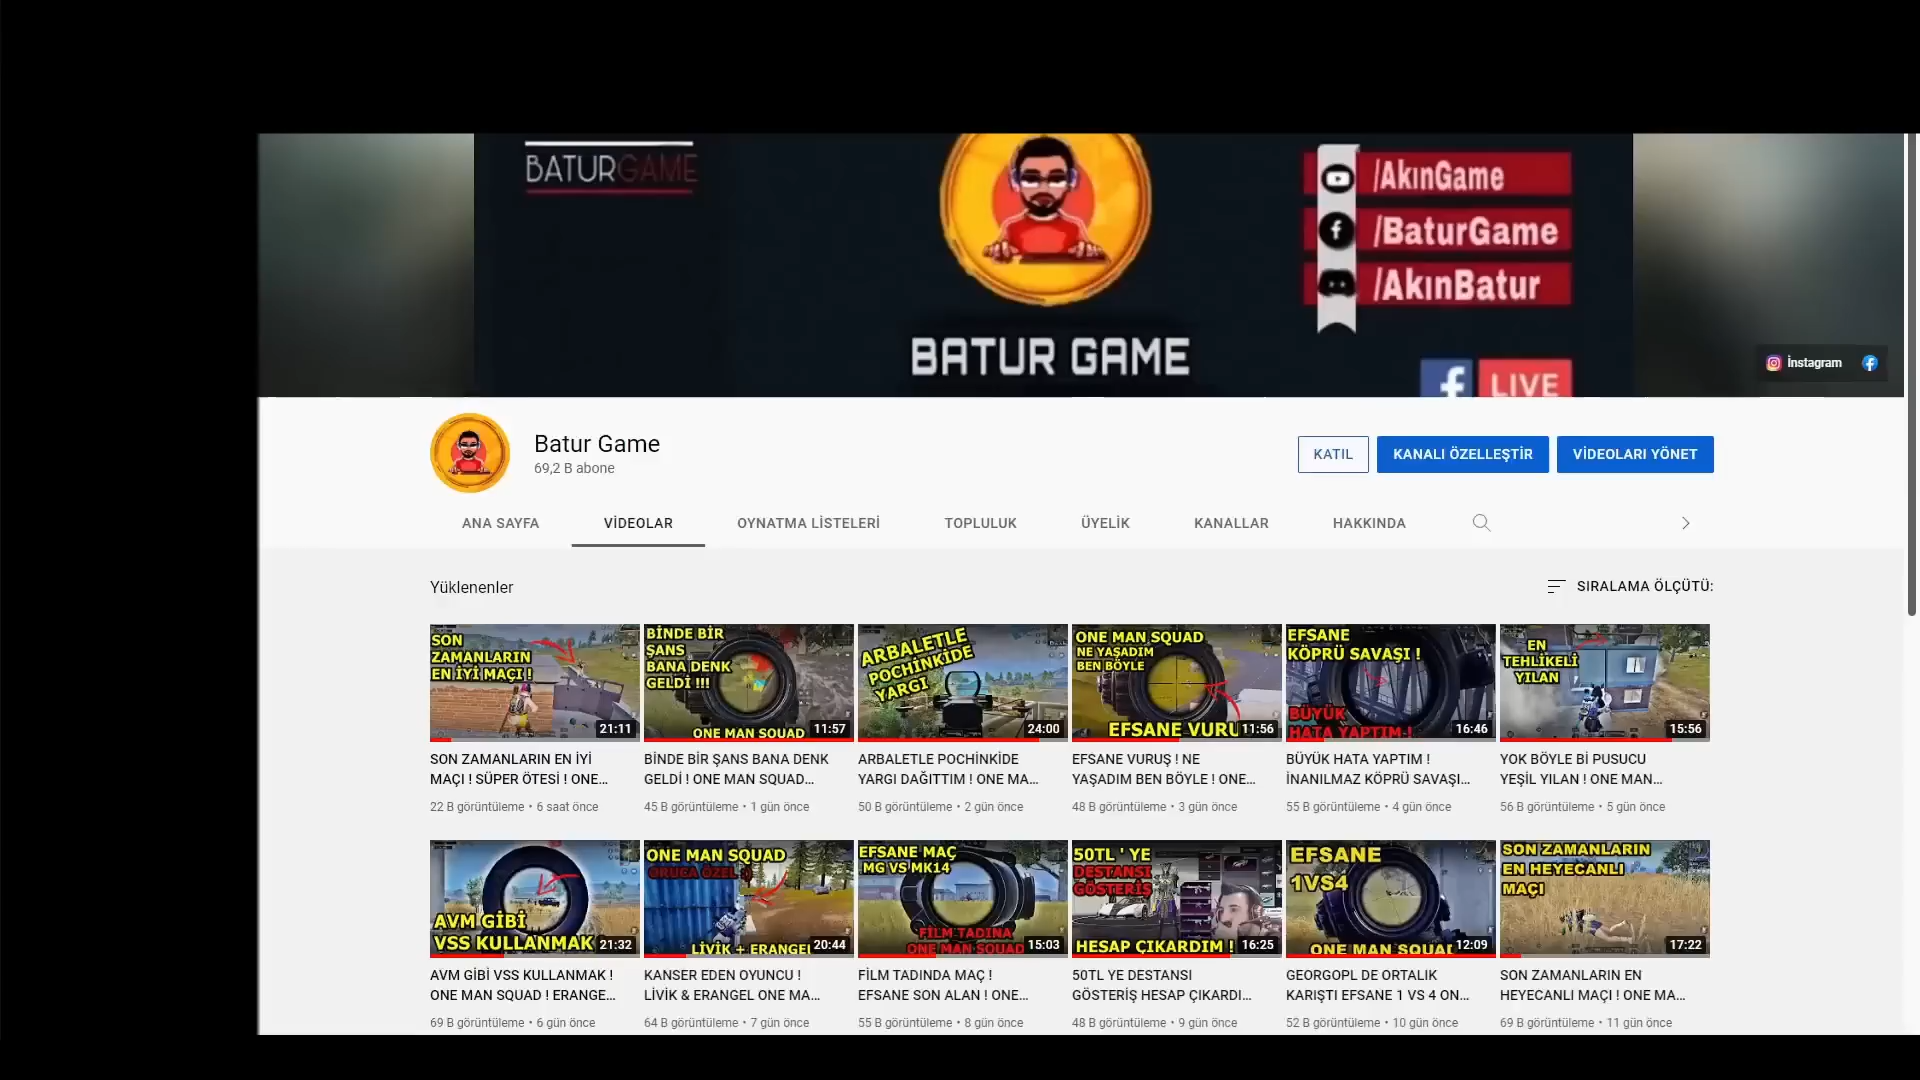 BATURGAME
/AkınGame
/BaturGame
/AkınBatur
BATUR GAME
LIVE
İnstagram
Batur Game
69,2 B abone
KATIL
KANALI ÖZELLEŞTİR
VİDEOLARI YÖNET
ANA SAYFA
VİDEOLAR
OYNATMA LİSTELERİ
TOPLULUK
ÜYELİK
KANALLAR
HAKKINDA
Yüklenenler
SIRALAMA ÖLÇÜTÜ:
SON
ZAMANLARIN
EN İYİ MAÇI !
21:11
BİNDE BİR
ŞANS
BANA DENK
GELDİ !!!
ONE MAN SQUAD
11:57
ARBALETLE
POCHİNKİDE
YARGI
24:00
ONE MAN SQUAD
NE YAŞADIM
BEN BÖYLE
EFSANE VURU
11:56
EFSANE
KÖPRÜ SAVAŞI !
BÜYÜK
HATA YAPTIM !
16:46
EN
TEHLİKELİ
YILAN
15:56
SON ZAMANLARIN EN İYİ
MAÇI ! SÜPER ÖTESİ ! ONE...
22 B görüntüleme • 6 saat önce
BİNDE BİR ŞANS BANA DENK
GELDİ ! ONE MAN SQUAD...
45 B görüntüleme • 1 gün önce
ARBALETLE POCHİNKİDE
YARGI DAĞITTIM ! ONE MA...
50 B görüntüleme • 2 gün önce
EFSANE VURUŞ ! NE
YAŞADIM BEN BÖYLE ! ONE...
48 B görüntüleme • 3 gün önce
BÜYÜK HATA YAPTIM !
İNANILMAZ KÖPRÜ SAVAŞI...
55 B görüntüleme • 4 gün önce
YOK BÖYLE Bİ PUSUCU
YEŞİL YILAN ! ONE MAN...
56 B görüntüleme • 5 gün önce
AVM GİBİ
VSS KULLANMAK
21:32
ONE MAN SQUAD
ORUCA ÖZEL :)
LİVİK + ERANGEL
20:44
EFSANE MAÇ
MG VS MK14
FİLM TADINA
ONE MAN SQUAD
15:03
50TL ' YE
DESTANSI
GÖSTERİŞ
HESAP ÇIKARDIM !
16:25
EFSANE
1VS4
ONE MAN SQUAD
12:09
SON ZAMANLARIN
EN HEYECANLI
MAÇI
17:22
AVM GİBİ VSS KULLANMAK !
ONE MAN SQUAD ! ERANGE...
69 B görüntüleme • 6 gün önce
KANSER EDEN OYUNCU !
LİVİK & ERANGEL ONE MA...
64 B görüntüleme • 7 gün önce
FİLM TADINDA MAÇ !
EFSANE SON ALAN ! ONE...
55 B görüntüleme • 8 gün önce
50TL YE DESTANSI
GÖSTERİŞ HESAP ÇIKARDI...
48 B görüntüleme • 9 gün önce
GEORGOPL DE ORTALIK
KARIŞTI EFSANE 1 VS 4 ON...
52 B görüntüleme • 10 gün önce
SON ZAMANLARIN EN
HEYECANLI MAÇI ! ONE MA...
69 B görüntüleme • 11 gün önce